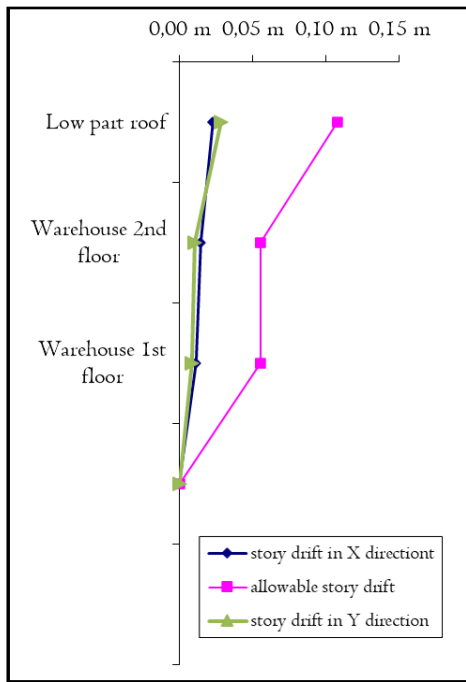 0,00 m 0,05 m 0,10 m 0,15 m
Low part roof
Warehouse 2nd
floor
Warehouse 1st
floor
story drift in X directiont
allowable story drift
story drift in Y direction